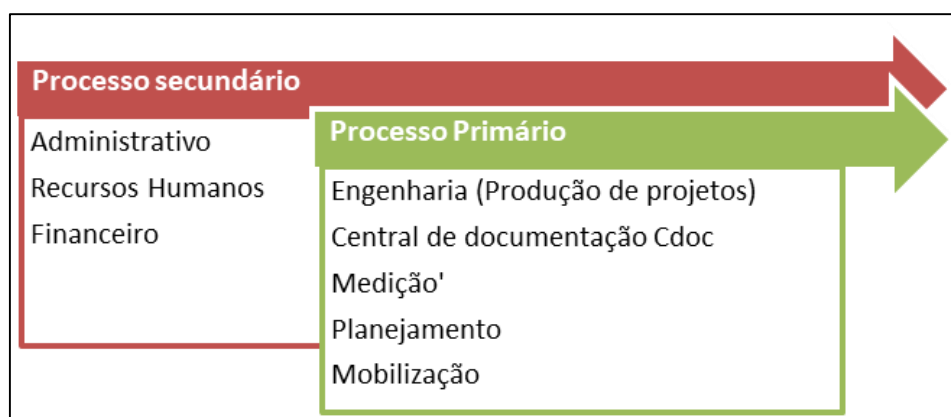 Processo secundário
Administrativo
Recursos Humanos
Financeiro
Processo Primário
Engenharia (Produção de projetos)
Central de documentação Cdoc
Medição'
Planejamento
Mobilização